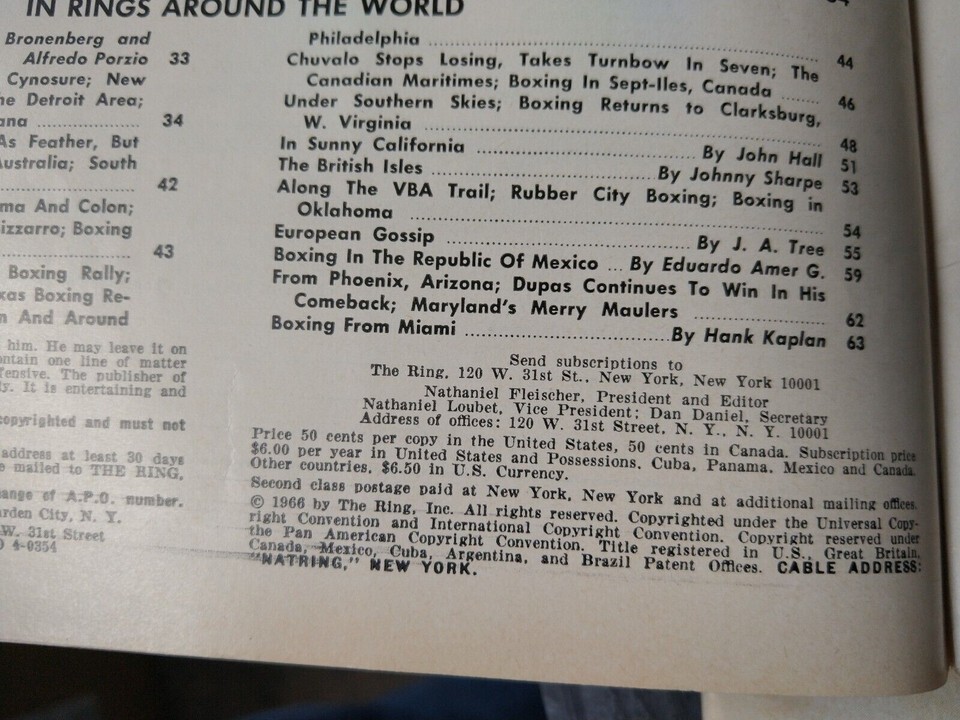 IN RINGS AROUND THE WORLD
Bronenberg and
Alfredo Porzio 33
Cynosure; New
he Detroit Area;
ana .................. 34
As Feather, But
ustralia; South
.................. 42
ma And Colon;
izzarro; Boxing
.................. 43
Boxing Rally;
xas Boxing Re-
n And Around
him. He may leave it on
ontain one line of matter
fensive. The publisher of
ly. It is entertaining and
copyrighted and must not
address at least 30 days
e mailed to THE RING,
hange of A.P.O. number.
arden City, N. Y.
W. 31st Street
O 4-0354
Philadelphia .................. 44
Chuvalo Stops Losing, Takes Turnbow In Seven; The
Canadian Maritimes; Boxing In Sept-Iles, Canada ........ 46
Under Southern Skies; Boxing Returns to Clarksburg,
W. Virginia .................. 48
In Sunny California .................. By John Hall 51
The British Isles .................. By Johnny Sharpe 53
Along The VBA Trail; Rubber City Boxing; Boxing in
Oklahoma .................. 54
European Gossip .................. By J. A. Tree 55
Boxing In The Republic Of Mexico ... By Eduardo Amer G. 59
From Phoenix, Arizona; Dupas Continues To Win In His
Comeback; Maryland's Merry Maulers .................. 62
Boxing From Miami .................. By Hank Kaplan 63
Send subscriptions to
The Ring, 120 W. 31st St., New York, New York 10001
Nathaniel Fleischer, President and Editor
Nathaniel Loubet, Vice President; Dan Daniel, Secretary
Address of offices: 120 W. 31st Street, N. Y., N. Y. 10001
Price 50 cents per copy in the United States, 50 cents in Canada. Subscription price
$6.00 per year in United States and Possessions, Cuba, Panama, Mexico and Canada.
Other countries, $6.50 in U.S. Currency.
Second class postage paid at New York, New York and at additional mailing offices.
© 1966 by The Ring, Inc. All rights reserved. Copyrighted under the Universal Copy-
right Convention and International Copyright Convention. Copyright reserved under
the Pan American Copyright Convention. Title registered in U.S., Great Britain,
Canada, Mexico, Cuba, Argentina, and Brazil Patent Offices. CABLE ADDRESS:
"NATRING," NEW YORK.